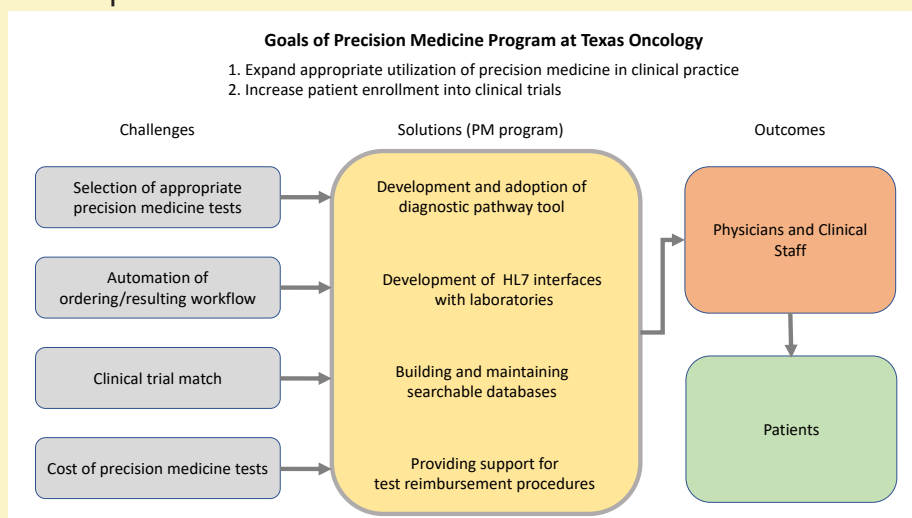 Goals of Precision Medicine Program at Texas Oncology
1. Expand appropriate utilization of precision medicine in clinical practice
2. Increase patient enrollment into clinical trials
Challenges
Solutions (PM program)
Outcomes
Selection of appropriate
precision medicine tests
Development and adoption of
diagnostic pathway tool
Physicians and Clinical
Staff
Automation of
ordering/resulting workflow
Development of HL7 interfaces
with laboratories
Clinical trial match
Building and maintaining
searchable databases
Patients
Cost of precision medicine tests
Providing support for
test reimbursement procedures